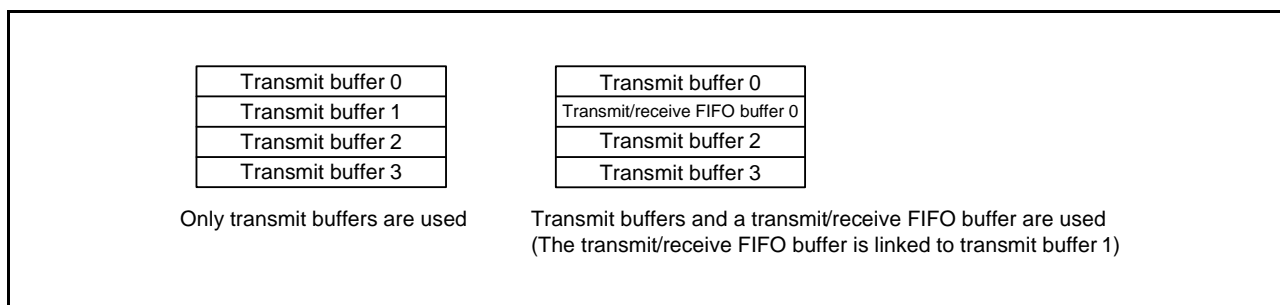 Transmit buffer 0
Transmit buffer 1
Transmit buffer 2
Transmit buffer 3
Only transmit buffers are used
Transmit buffer 0
Transmit/receive FIFO buffer 0
Transmit buffer 2
Transmit buffer 3
Transmit buffers and a transmit/receive FIFO buffer are used
(The transmit/receive FIFO buffer is linked to transmit buffer 1)